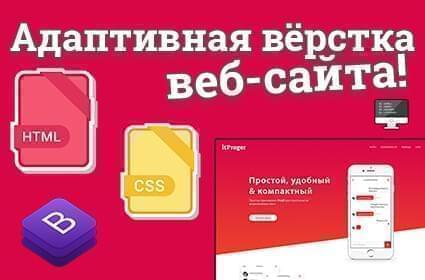 Адаптивная вёрстка
веб-сайта!
HTML
CSS
B
itProger
Простой, удобный
& компактный